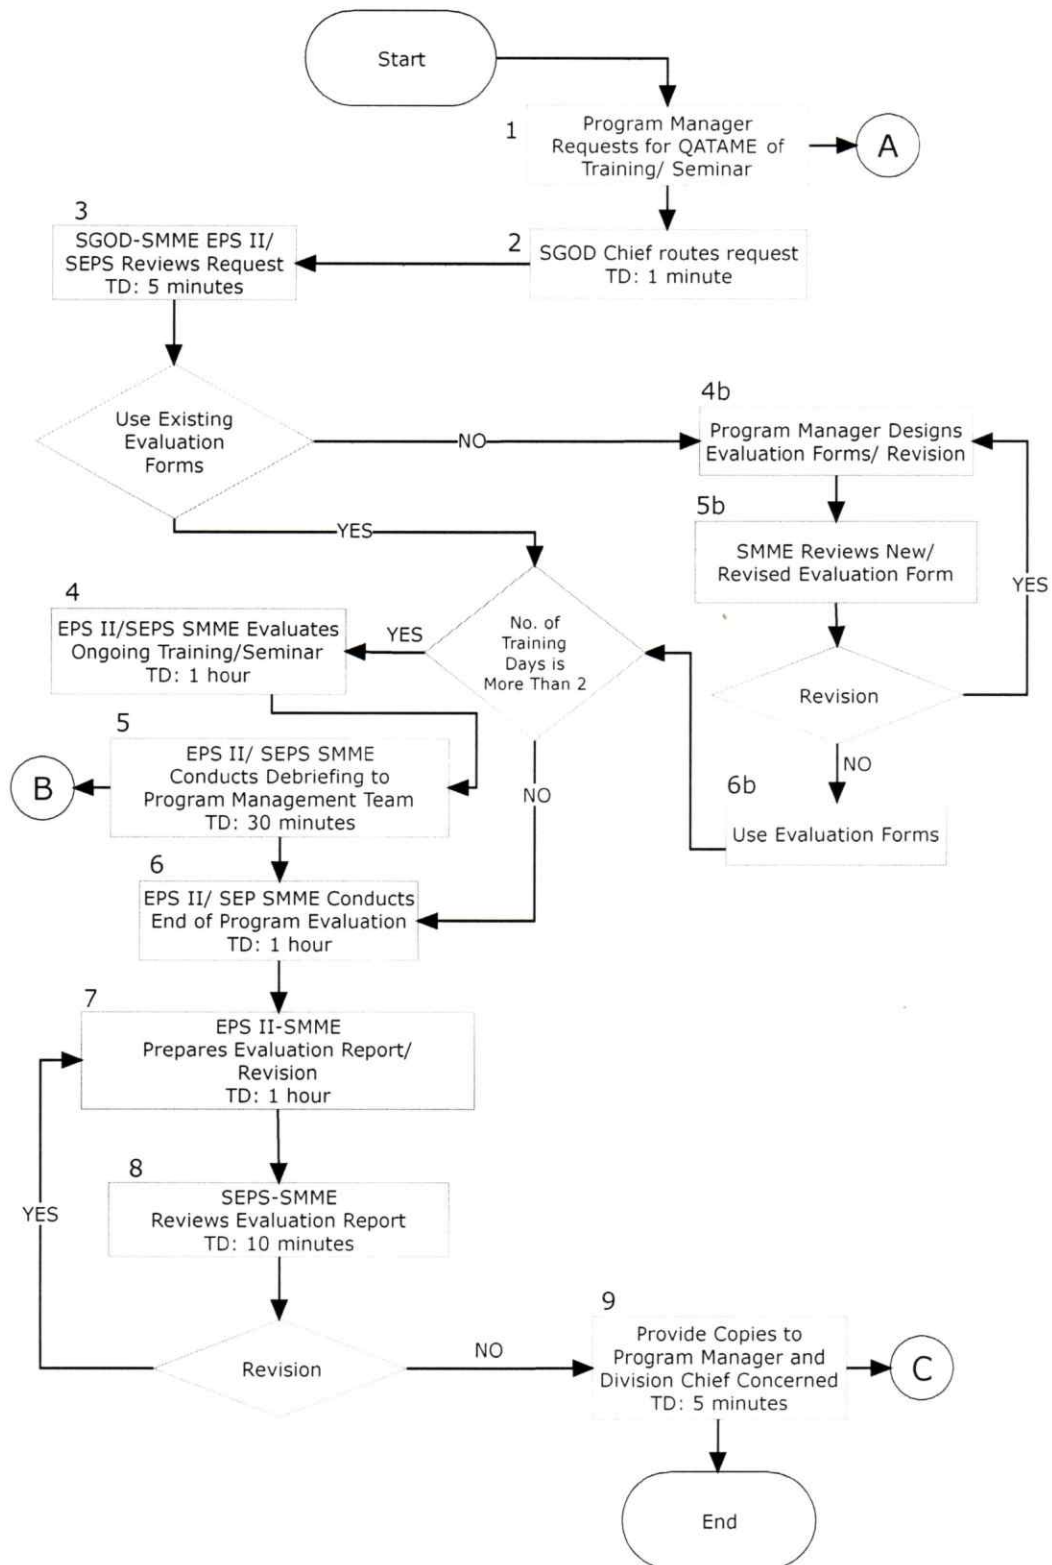 Start
1
Program Manager
Requests for QATAME of
Training/ Seminar
A
2
SGOD Chief routes request
TD: 1 minute
3
SGOD-SMME EPS II/
SEPS Reviews Request
TD: 5 minutes
Use Existing
Evaluation
Forms
NO
4b
Program Manager Designs
Evaluation Forms/ Revision
5b
SMME Reviews New/
Revised Evaluation Form
YES
Revision
NO
6b
Use Evaluation Forms
YES
No. of
Training
Days is
More Than 2
YES
4
EPS II/SEPS SMME Evaluates
Ongoing Training/Seminar
TD: 1 hour
5
EPS II/ SEPS SMME
Conducts Debriefing to
Program Management Team
TD: 30 minutes
B
NO
6
EPS II/ SEP SMME Conducts
End of Program Evaluation
TD: 1 hour
7
EPS II-SMME
Prepares Evaluation Report/
Revision
TD: 1 hour
8
SEPS-SMME
Reviews Evaluation Report
TD: 10 minutes
YES
Revision
NO
9
Provide Copies to
Program Manager and
Division Chief Concerned
TD: 5 minutes
C
End